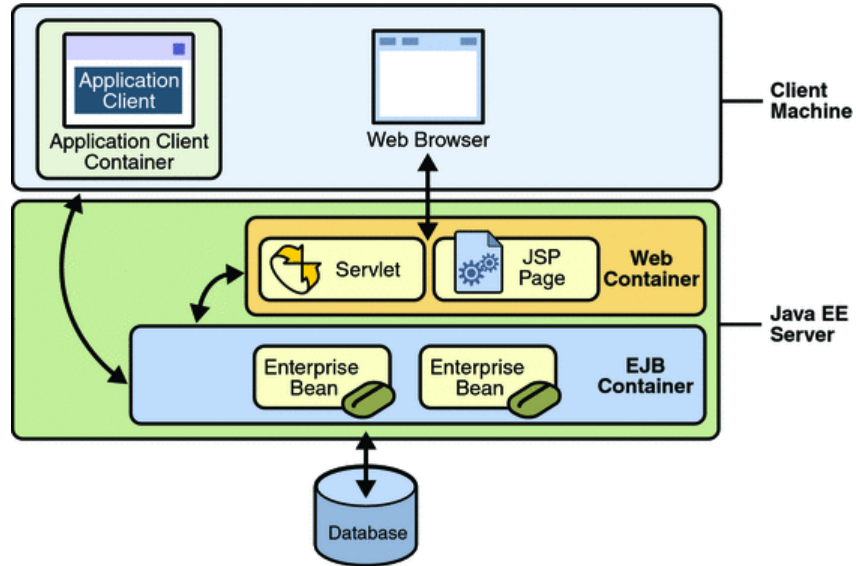 Application
Client
Application Client
Container
Web Browser
Client
Machine
Servlet
JSP
Page
Web
Container
Java EE
Server
Enterprise
Bean
Enterprise
Bean
EJB
Container
Database